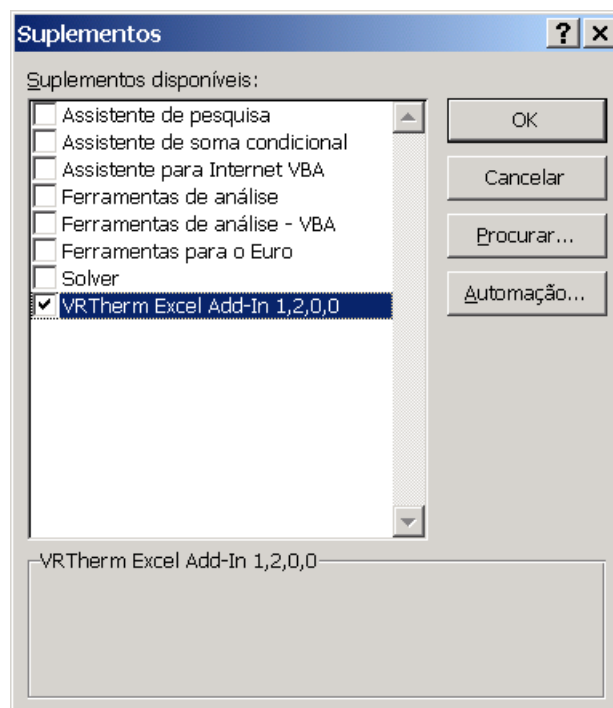 Suplementos
Suplementos disponíveis:
Assistente de pesquisa
Assistente de soma condicional
Assistente para Internet VBA
Ferramentas de análise
Ferramentas de análise - VBA
Ferramentas para o Euro
Solver
VRTherm Excel Add-In 1,2,0,0
OK
Cancelar
Procurar...
Automação...
VRTherm Excel Add-In 1,2,0,0